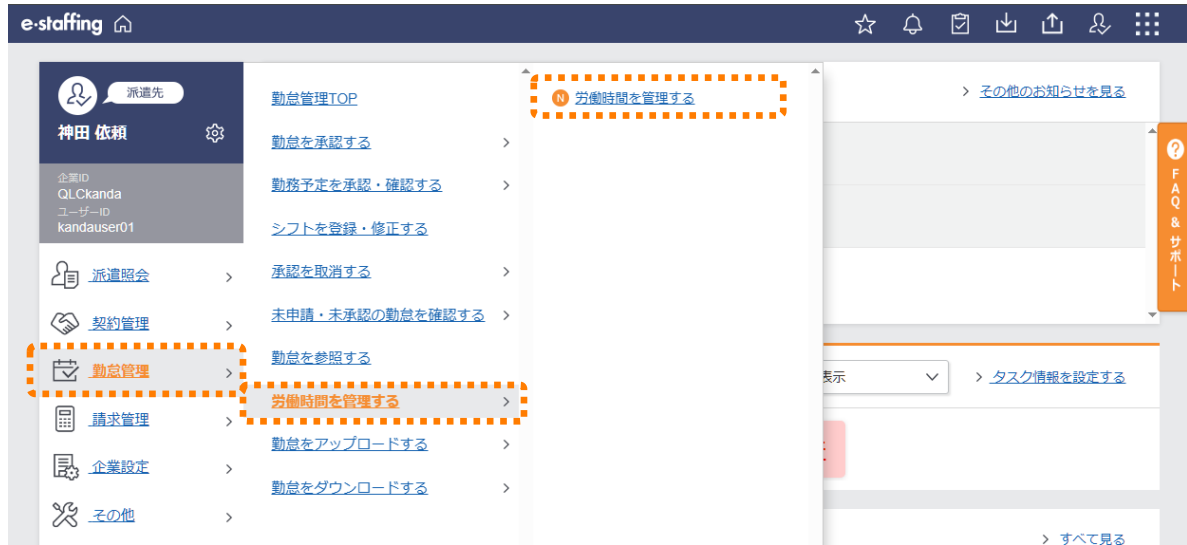 e-staffing
派遣先
神田 依頼
企業ID
QLCkanda
ユーザーID
kandauser01
派遣照会
契約管理
勤怠管理
請求管理
企業設定
その他
勤怠管理TOP
勤怠を承認する
勤務予定を承認・確認する
シフトを登録・修正する
承認を取消する
未申請・未承認の勤怠を確認する
勤怠を参照する
労働時間を管理する
勤怠をアップロードする
勤怠をダウンロードする
N 労働時間を管理する
その他のお知らせを見る
表示
タスク情報を設定する
すべて見る
? FAQ & サポート